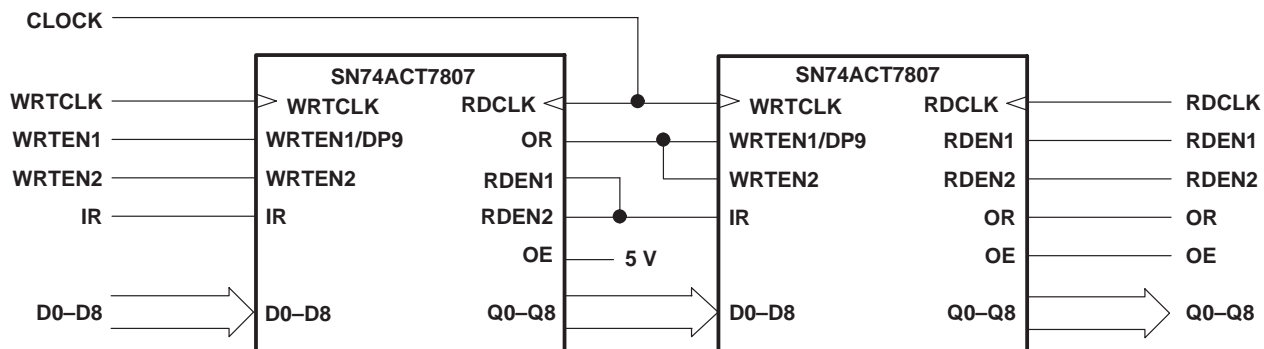 CLOCK
SN74ACT7807 SN74ACT7807
WRTCLK WRTCLK RDCLK WRTCLK RDCLK RDCLK
WRTEN1 WRTEN1/DP9 OR WRTEN1/DP9 RDEN1 RDEN1
WRTEN2 WRTEN2 RDEN1 WRTEN2 RDEN2 RDEN2
IR IR RDEN2 IR OR OR
OE 5 V OE OE
D0–D8 D0–D8 Q0–Q8 D0–D8 Q0–Q8 Q0–Q8